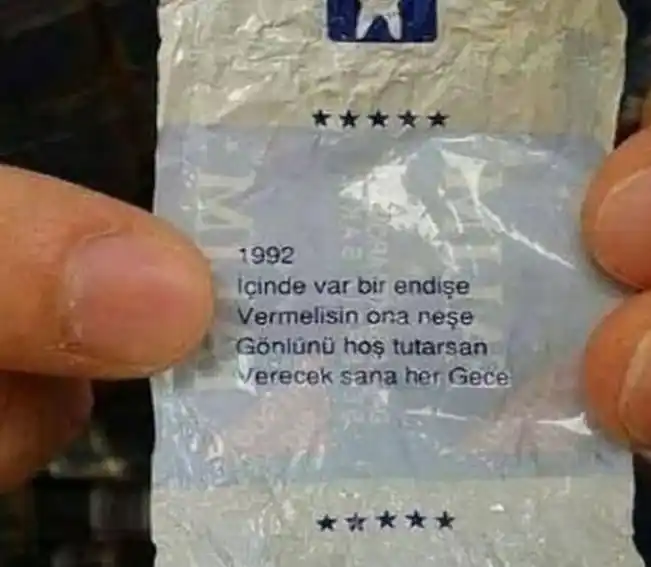 ★★★★★
1992
İçinde var bir endişe
Vermelisin ona neşe
Gönlünü hoş tutarsan
Verecek sana her Gece
★★★★★